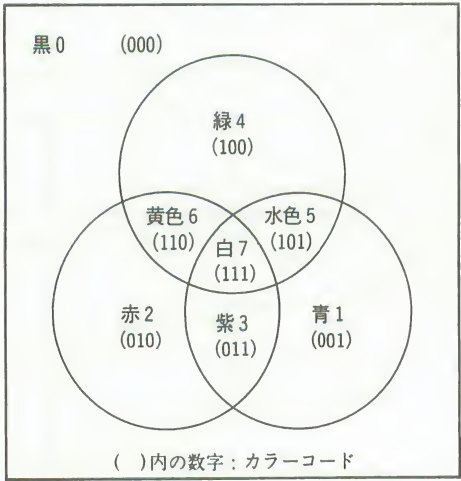 黒0 (000)
緑4
(100)
黄色6 水色5
(110) (101)
白7
(111)
赤2 紫3 青1
(010) (011) (001)
( )内の数字：カラーコード